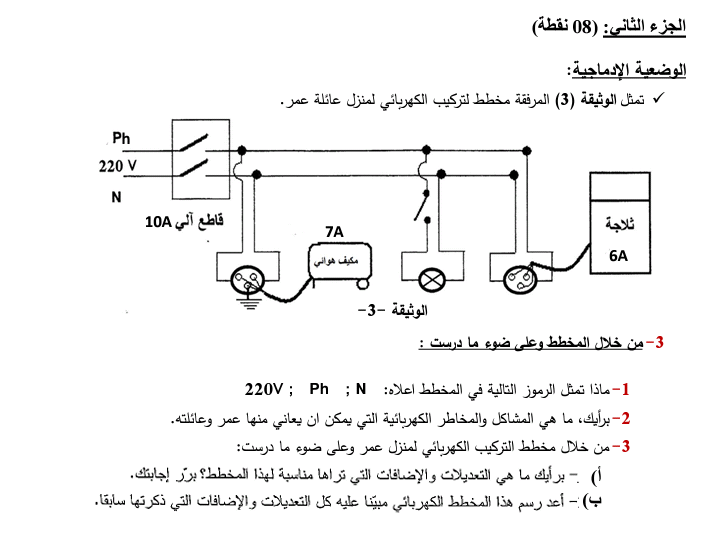 الجزء الثاني: (08 نقطة)
الوضعية الإدماجية:
✓ تمثل الوثيقة (3) المرفقة مخطط لتركيب الكهربائي لمنزل عائلة عمر.
Ph
220 V
N
قاطع آلي 10A
7A
مكيف هوائي
ثلاجة
6A
الوثيقة -3-
3-من خلال المخطط وعلى ضوء ما درست :
1-ماذا تمثل الرموز التالية في المخطط اعلاه: 220V ; Ph ; N
2-برأيك، ما هي المشاكل والمخاطر الكهربائية التي يمكن ان يعاني منها عمر وعائلته.
3-من خلال مخطط التركيب الكهربائي لمنزل عمر وعلى ضوء ما درست:
أ) - برأيك ما هي التعديلات والإضافات التي تراها مناسبة لهذا المخطط؟ برّر إجابتك.
ب)- أعد رسم هذا المخطط الكهربائي مبيّنا عليه كل التعديلات والإضافات التي ذكرتها سابقا.